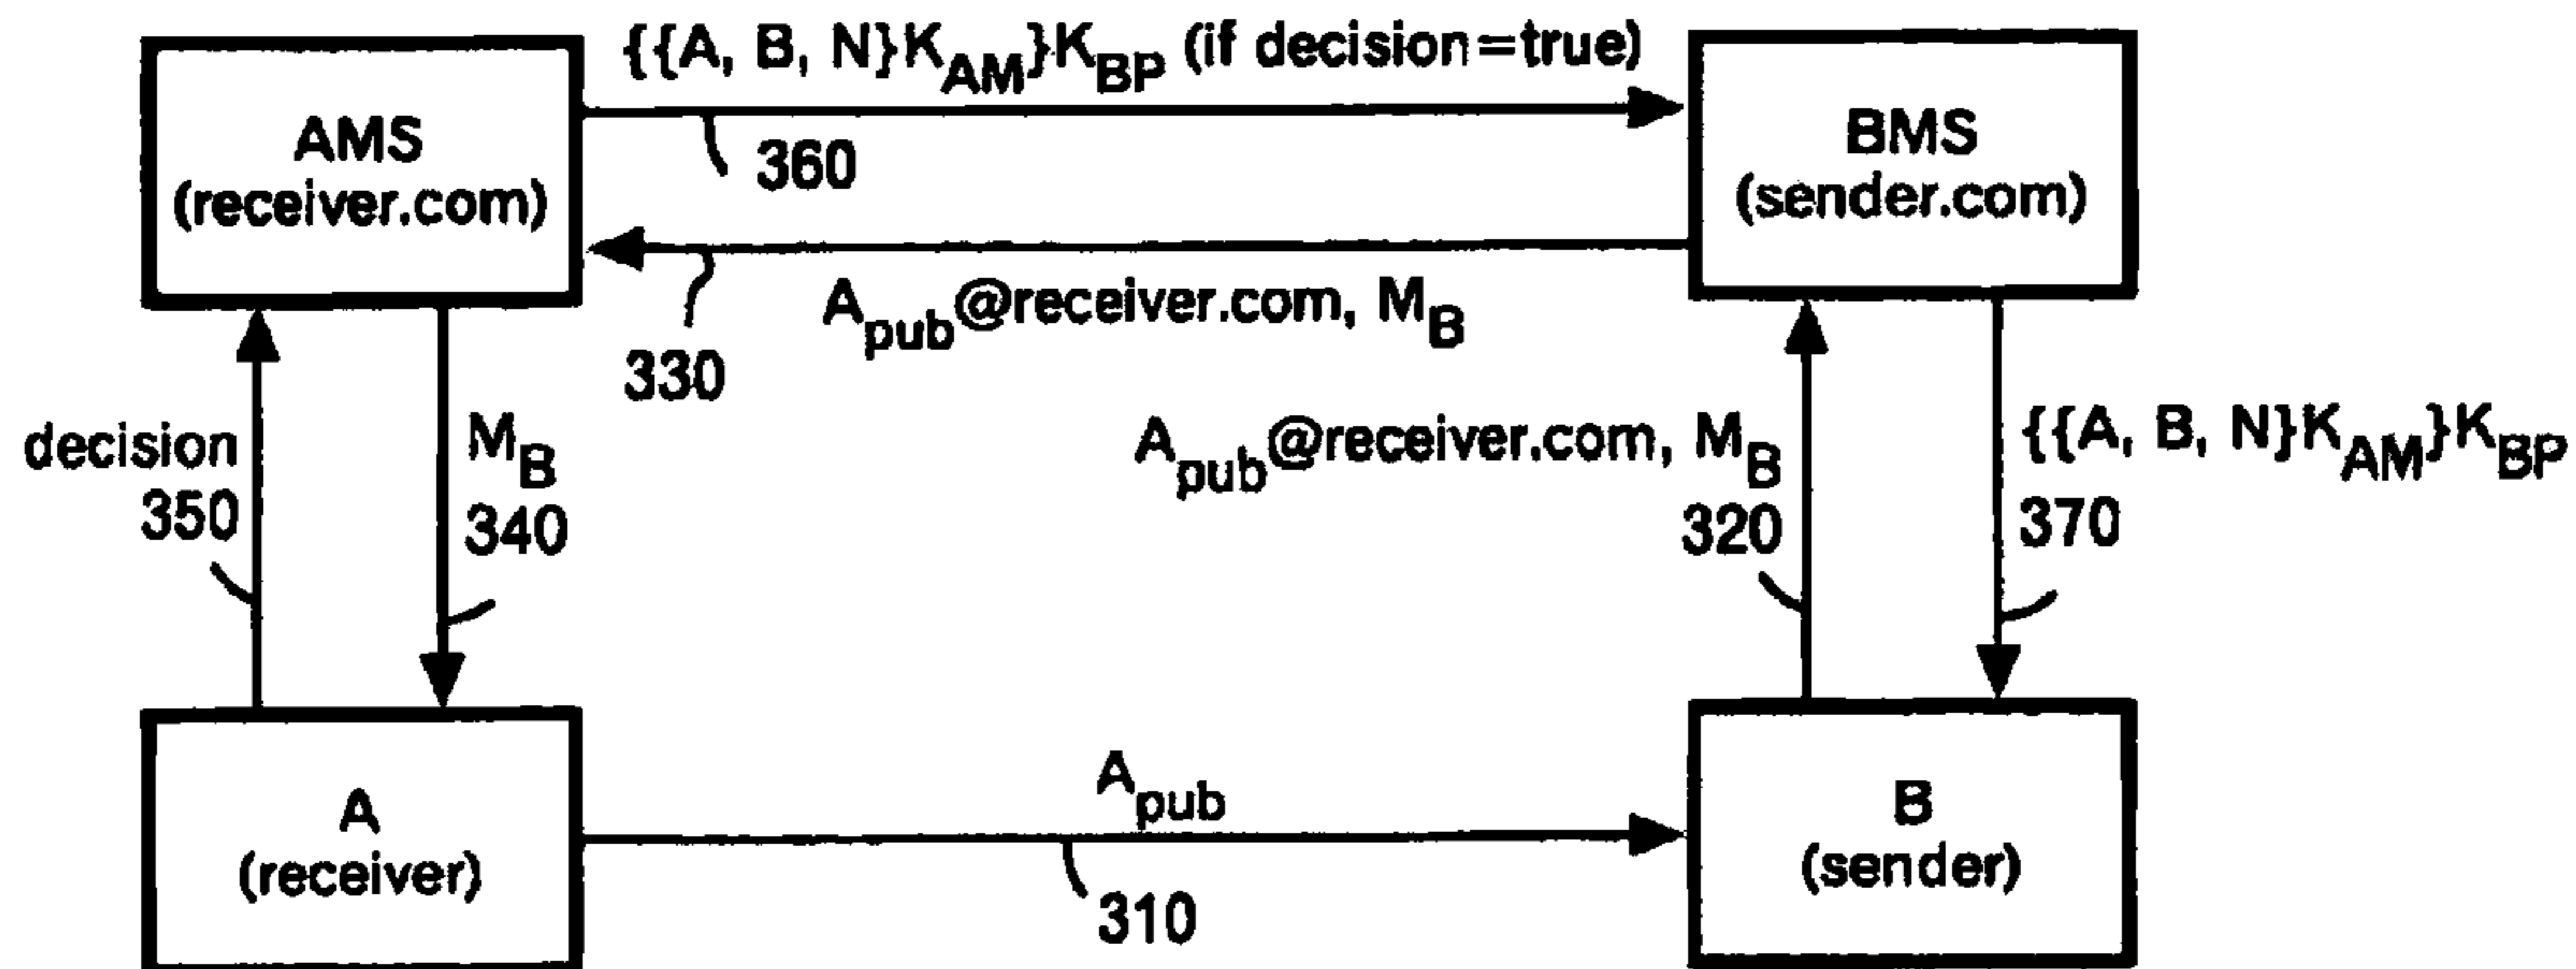 {{A, B, N}K_AM}K_BP (if decision=true)
AMS
(receiver.com)
360
BMS
(sender.com)
A_pub@receiver.com, M_B
330
decision
350
M_B
340
A_pub@receiver.com, M_B
320
{{A, B, N}K_AM}K_BP
370
A
(receiver)
A_pub
310
B
(sender)